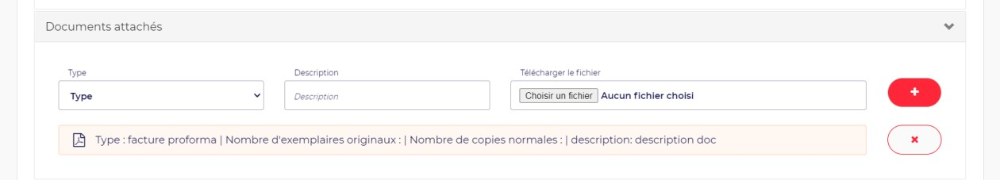 Documents attachés
Type
Description
Télécharger le fichier
Type
Description
Choisir un fichier Aucun fichier choisi
Type : facture proforma | Nombre d'exemplaires originaux : | Nombre de copies normales : | description: description doc